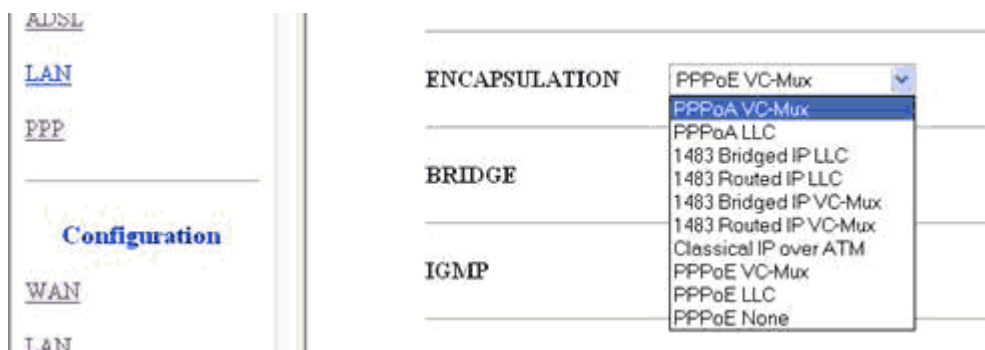 ADSL
LAN
PPP
Configuration
WAN
LAN
ENCAPSULATION
PPPoE VC-Mux
PPPoA VC-Mux
PPPoA LLC
1483 Bridged IP LLC
1483 Routed IP LLC
1483 Bridged IP VC-Mux
1483 Routed IP VC-Mux
Classical IP over ATM
PPPoE VC-Mux
PPPoE LLC
PPPoE None
BRIDGE
IGMP